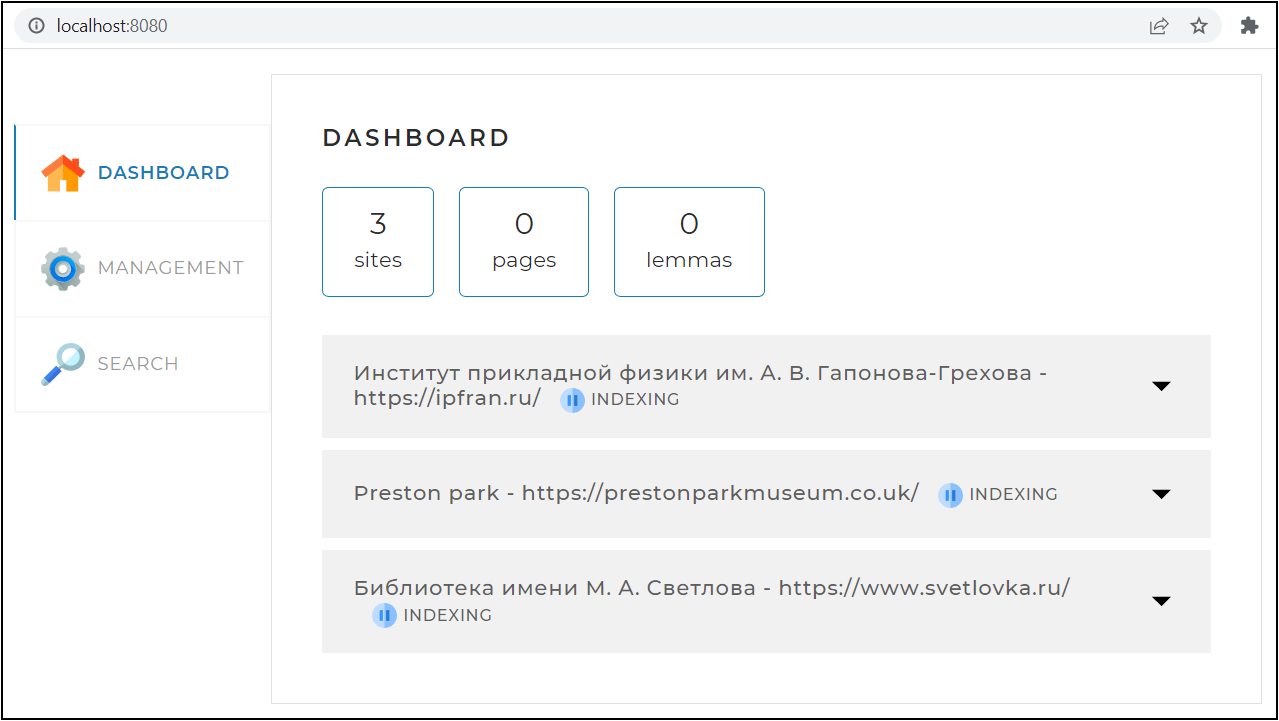 localhost:8080
DASHBOARD
MANAGEMENT
SEARCH
DASHBOARD
3
sites
0
pages
0
lemmas
Институт прикладной физики им. А. В. Гапонова-Грехова -
https://ipfran.ru/ INDEXING
Preston park - https://prestonparkmuseum.co.uk/ INDEXING
Библиотека имени М. А. Светлова - https://www.svetlovka.ru/
INDEXING